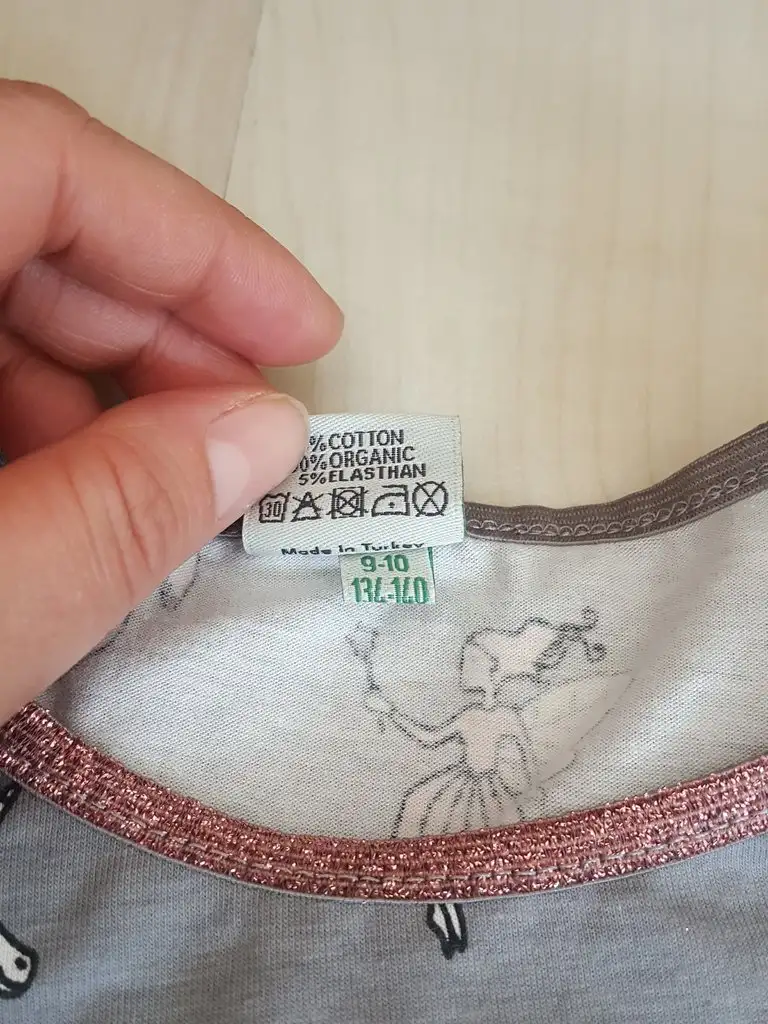 %COTTON
0%ORGANIC
5%ELASTHAN
30
Made in Turkey
9-10
134-140